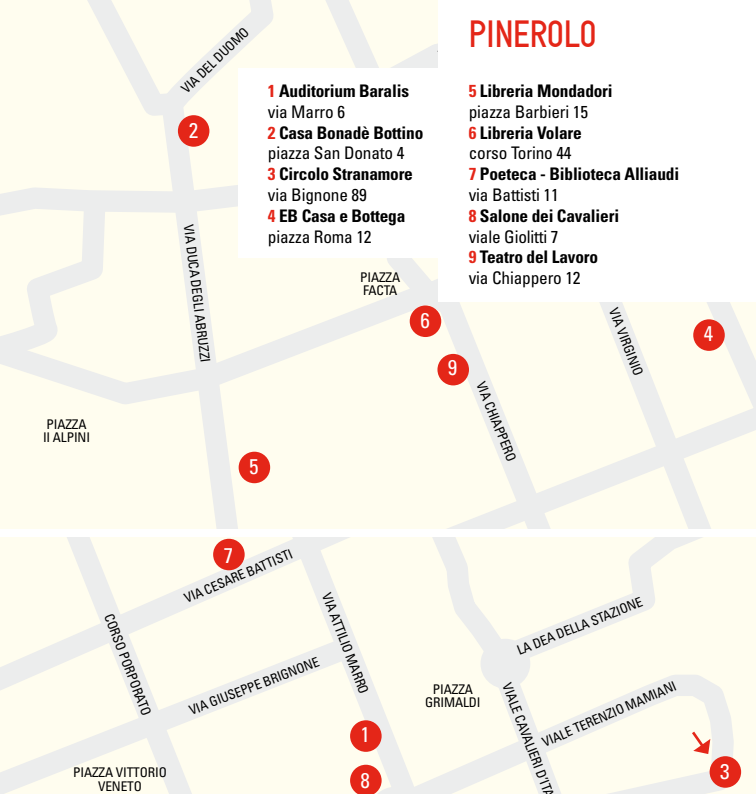 PINEROLO
1 Auditorium Baralis
via Marro 6
2 Casa Bonadè Bottino
piazza San Donato 4
3 Circolo Stranamore
via Bignone 89
4 EB Casa e Bottega
piazza Roma 12
5 Libreria Mondadori
piazza Barbieri 15
6 Libreria Volare
corso Torino 44
7 Poeteca - Biblioteca Alliaudi
via Battisti 11
8 Salone dei Cavalieri
viale Giolitti 7
9 Teatro del Lavoro
via Chiappero 12
VIA DEL DUOMO
2
VIA DUCA DEGLI ABRUZZI
PIAZZA
FACTA
6
9
VIA CHIAPPERO
VIA VIRGINIO
4
PIAZZA
II ALPINI
5
7
VIA CESARE BATTISTI
CORSO PORPORATO
VIA GIUSEPPE BRIGNONE
VIA ATTILIO MARRO
LA DEA DELLA STAZIONE
PIAZZA
GRIMALDI
VIALE CAVALIERI D'ITA
VIALE TERENZIO MAMIANI
1
8
3
PIAZZA VITTORIO
VENETO